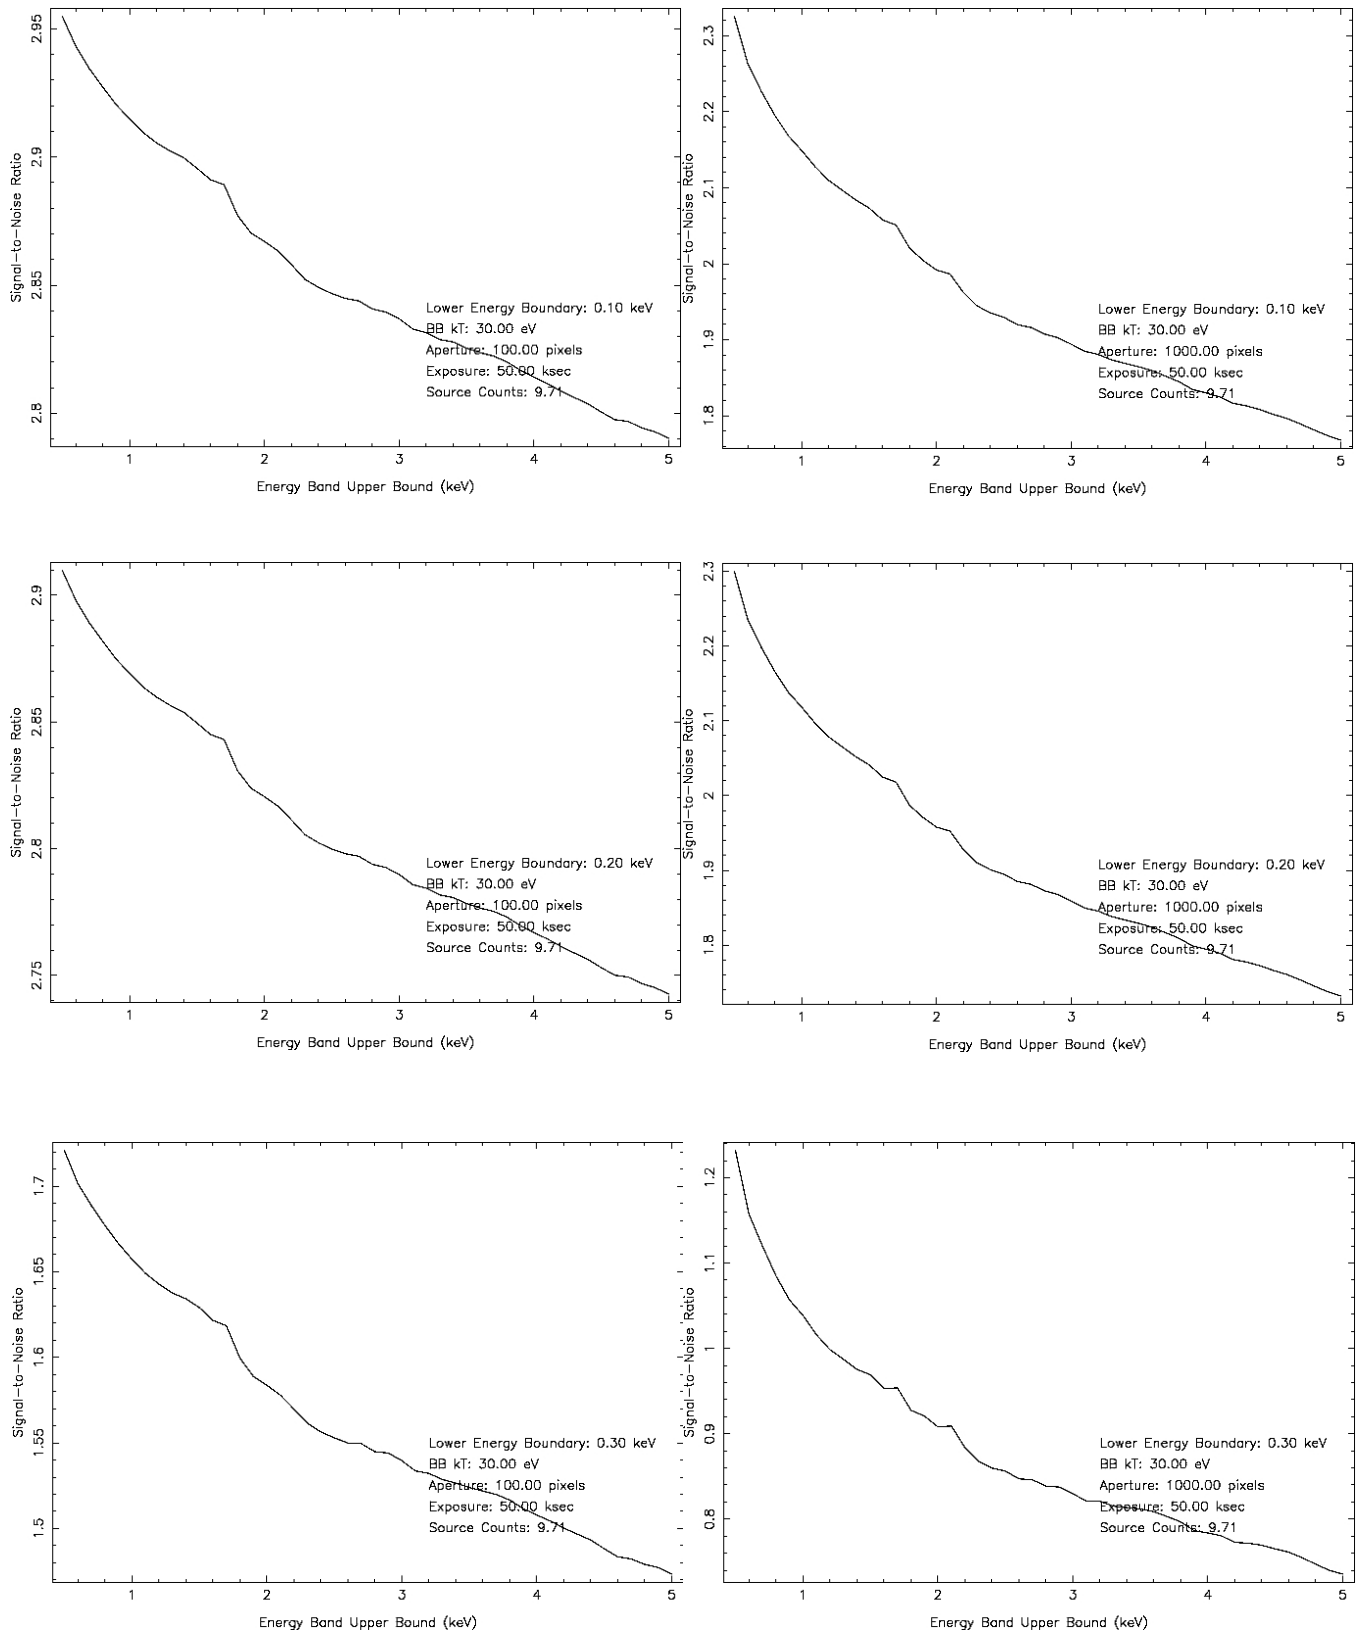 2.95
2.9
2.85
2.8
Signal-to-Noise Ratio
Lower Energy Boundary: 0.10 keV
BB kT: 30.00 eV
Aperture: 100.00 pixels
Exposure: 50.00 ksec
Source Counts: 9.71
1 2 3 4 5
Energy Band Upper Bound (keV)
2.3
2.2
2.1
2
1.9
1.8
Signal-to-Noise Ratio
Lower Energy Boundary: 0.10 keV
BB kT: 30.00 eV
Aperture: 1000.00 pixels
Exposure: 50.00 ksec
Source Counts: 9.71
1 2 3 4 5
Energy Band Upper Bound (keV)
2.9
2.85
2.8
2.75
Signal-to-Noise Ratio
Lower Energy Boundary: 0.20 keV
BB kT: 30.00 eV
Aperture: 100.00 pixels
Exposure: 50.00 ksec
Source Counts: 9.71
1 2 3 4 5
Energy Band Upper Bound (keV)
2.3
2.2
2.1
2
1.9
1.8
Signal-to-Noise Ratio
Lower Energy Boundary: 0.20 keV
BB kT: 30.00 eV
Aperture: 1000.00 pixels
Exposure: 50.00 ksec
Source Counts: 9.71
1 2 3 4 5
Energy Band Upper Bound (keV)
1.7
1.65
1.6
1.55
1.5
Signal-to-Noise Ratio
Lower Energy Boundary: 0.30 keV
BB kT: 30.00 eV
Aperture: 100.00 pixels
Exposure: 50.00 ksec
Source Counts: 9.71
1 2 3 4 5
Energy Band Upper Bound (keV)
1.2
1.1
1
0.9
0.8
Signal-to-Noise Ratio
Lower Energy Boundary: 0.30 keV
BB kT: 30.00 eV
Aperture: 1000.00 pixels
Exposure: 50.00 ksec
Source Counts: 9.71
1 2 3 4 5
Energy Band Upper Bound (keV)